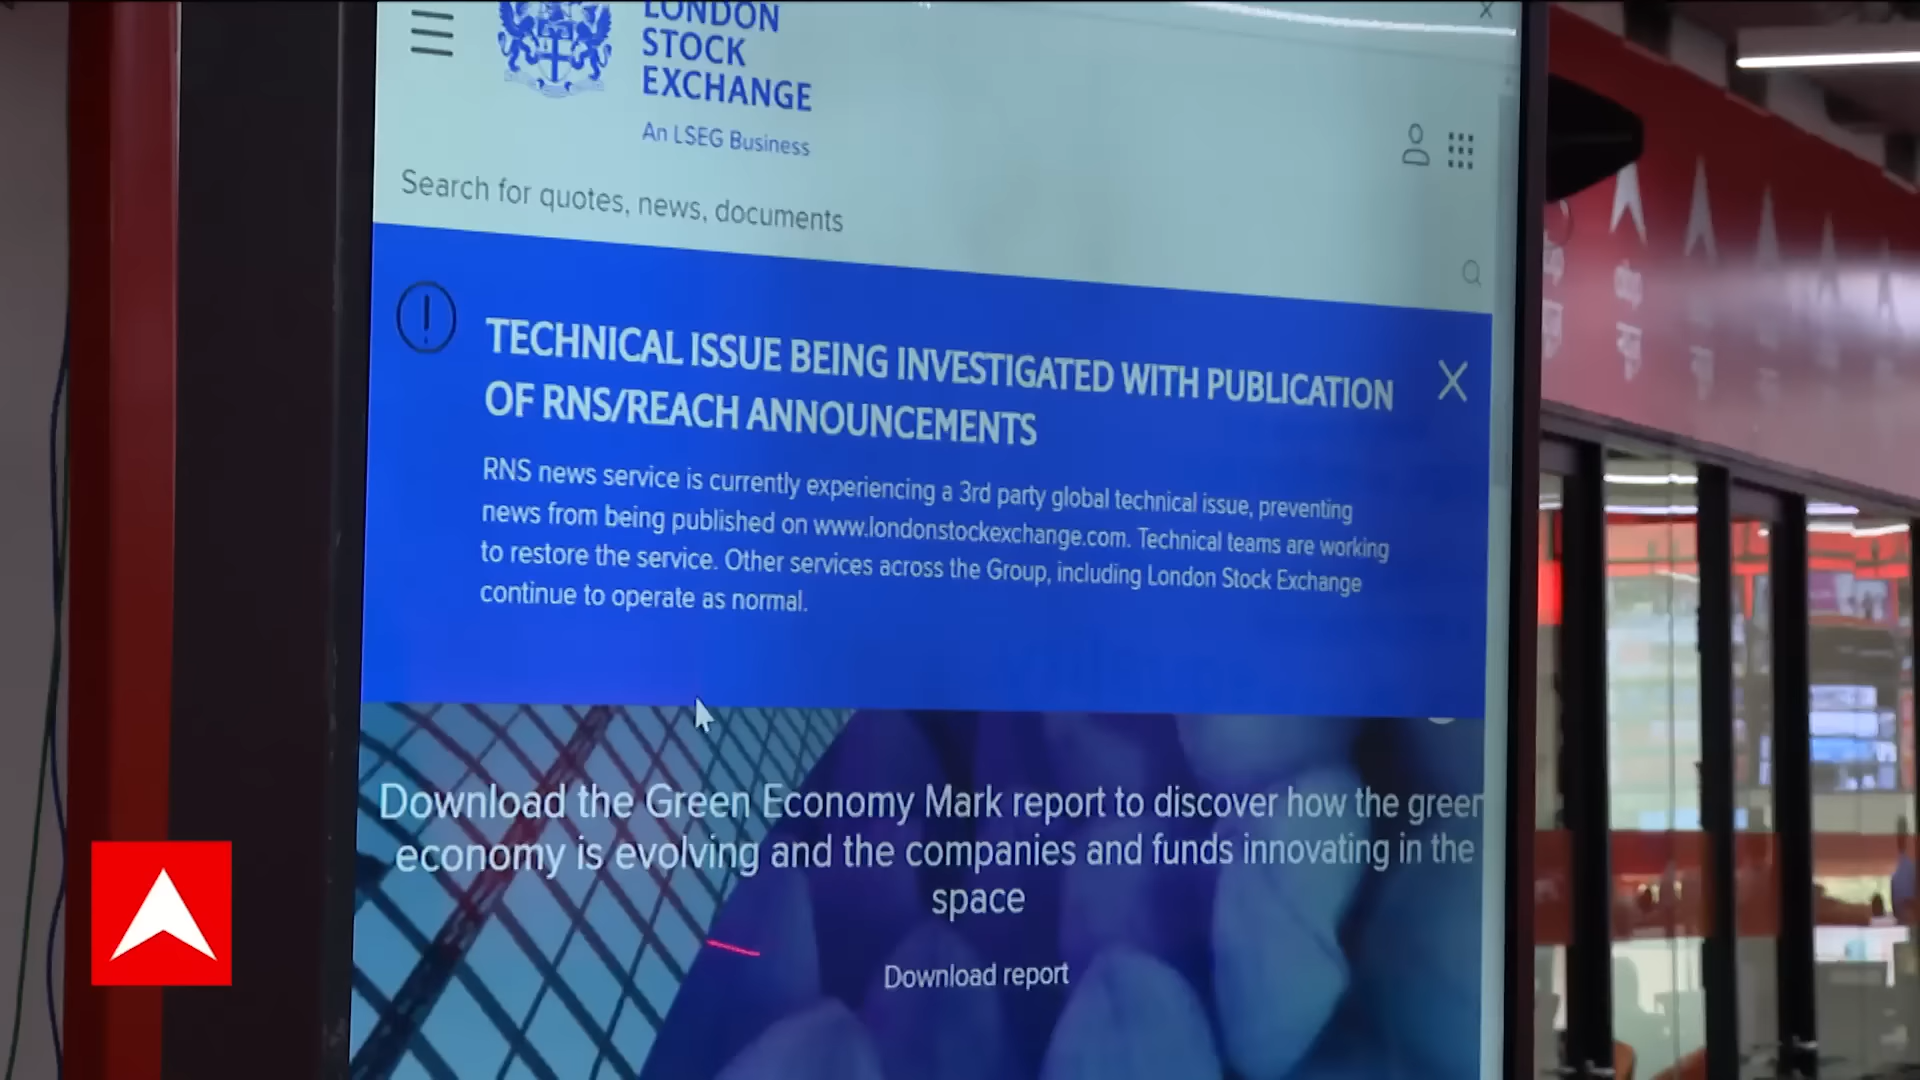 LONDON
STOCK
EXCHANGE
An LSEG Business
Search for quotes, news, documents
TECHNICAL ISSUE BEING INVESTIGATED WITH PUBLICATION
OF RNS/REACH ANNOUNCEMENTS
RNS news service is currently experiencing a 3rd party global technical issue, preventing
news from being published on www.londonstockexchange.com. Technical teams are working
to restore the service. Other services across the Group, including London Stock Exchange
continue to operate as normal.
Download the Green Economy Mark report to discover how the green
economy is evolving and the companies and funds innovating in the
space
Download report